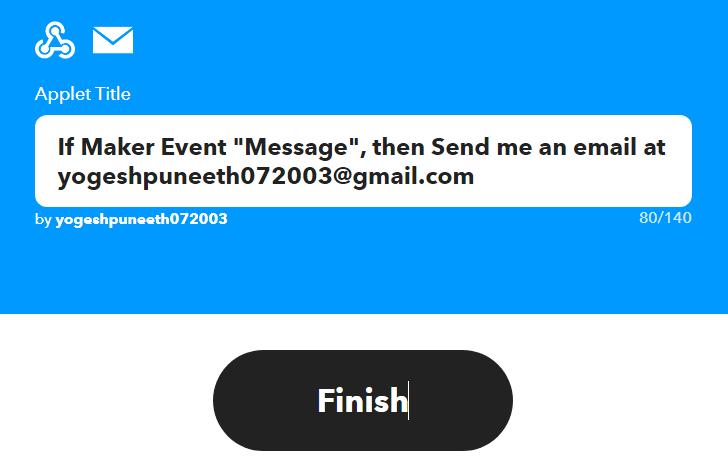 Applet Title
If Maker Event "Message", then Send me an email at
yogeshpuneeth072003@gmail.com
by yogeshpuneeth072003
80/140
Finish